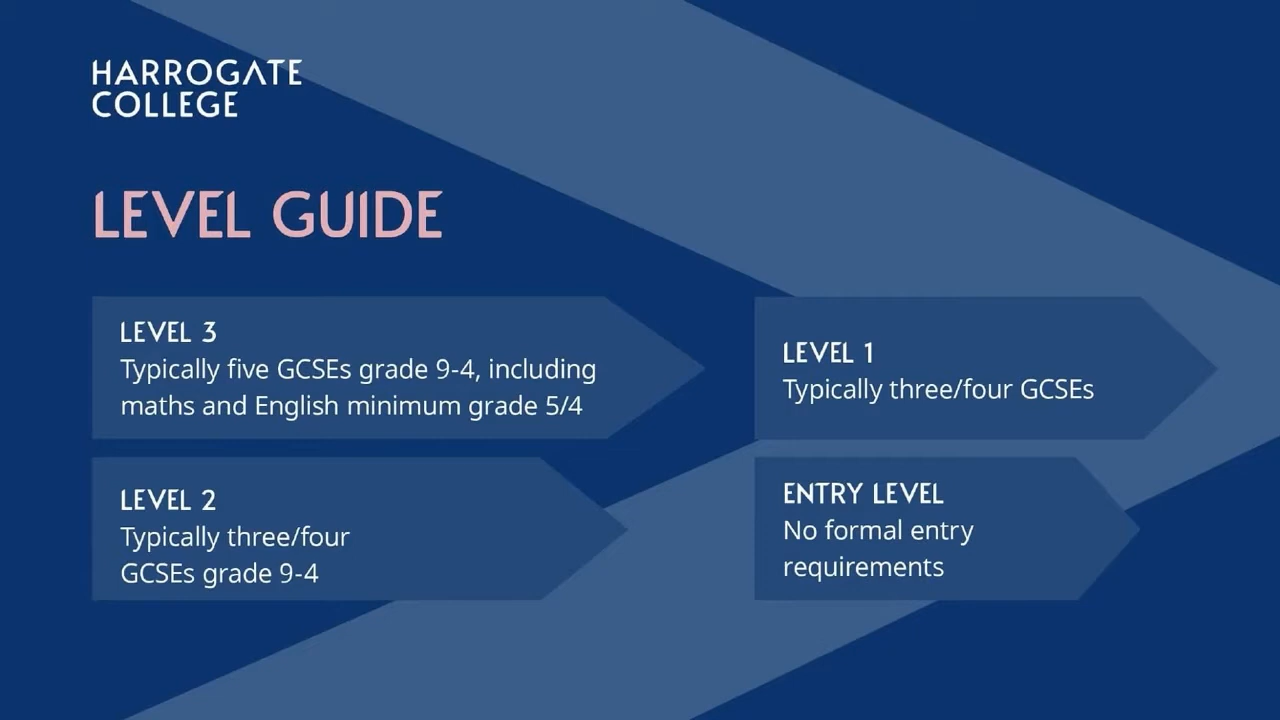 HARROGATE
COLLEGE
LEVEL GUIDE
LEVEL 3
Typically five GCSEs grade 9-4, including
maths and English minimum grade 5/4
LEVEL 2
Typically three/four
GCSEs grade 9-4
LEVEL 1
Typically three/four GCSEs
ENTRY LEVEL
No formal entry
requirements